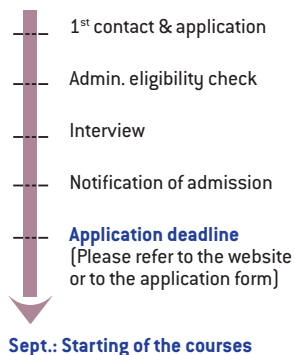 1st contact & application
Admin. eligibility check
Interview
Notification of admission
Application deadline
(Please refer to the website
or to the application form)
Sept.: Starting of the courses